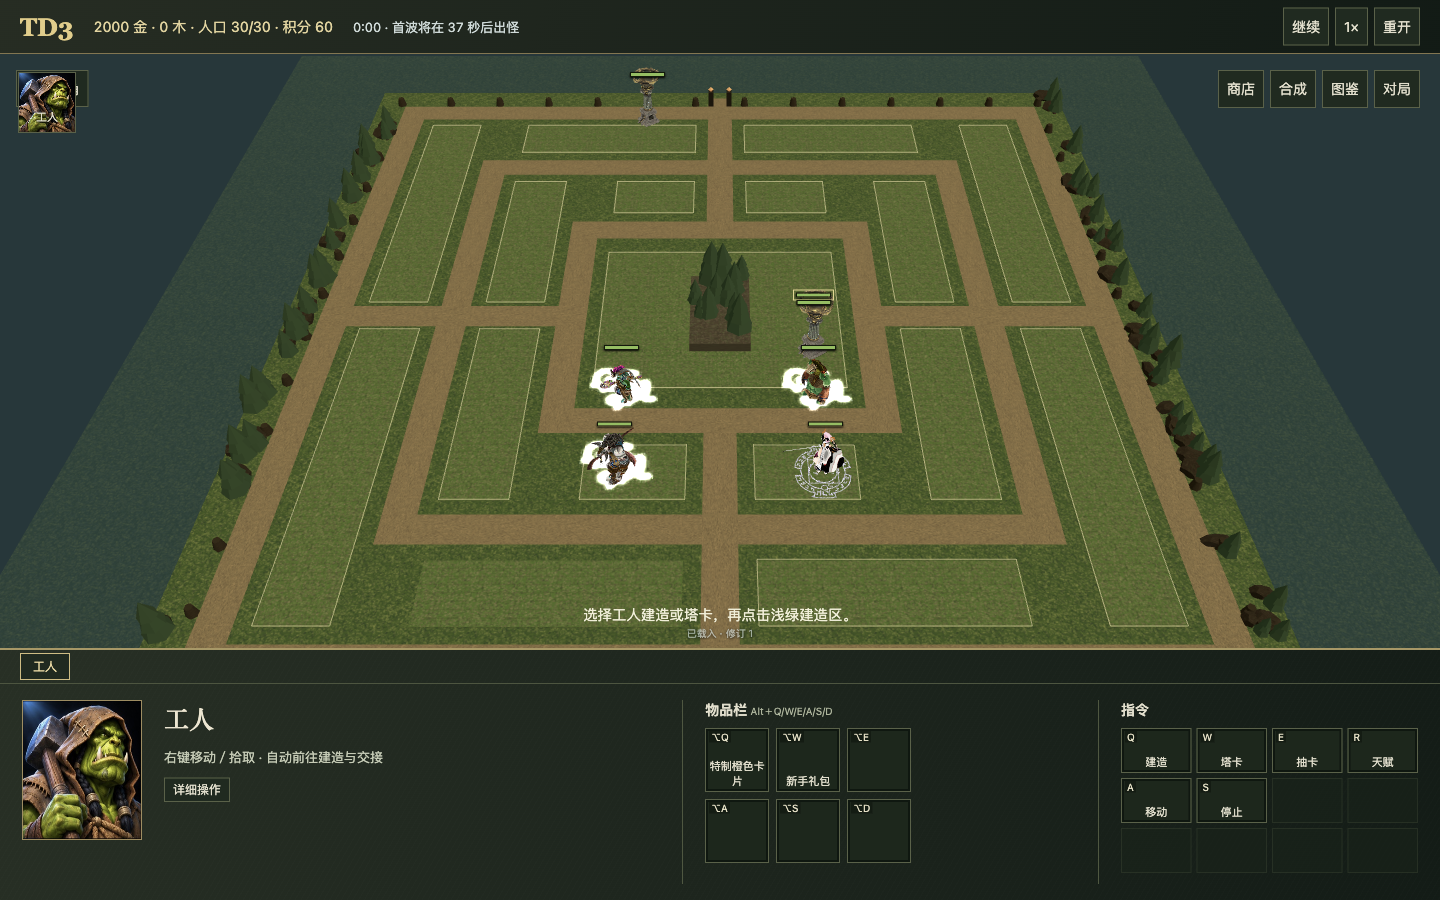 TD3
2000 金 · 0 木 · 人口 30/30 · 积分 60
0:00 · 首波将在 37 秒后出怪
继续
1×
重开
工人
商店
合成
图鉴
对局
选择工人建造或塔卡，再点击浅绿建造区。
已载入 · 修订 1
工人
工人
右键移动 / 拾取 · 自动前往建造与交接
详细操作
物品栏 Alt+Q/W/E/A/S/D
⌥Q
特制橙色卡
片
⌥W
新手礼包
⌥E
⌥A
⌥S
⌥D
指令
Q
建造
W
塔卡
E
抽卡
R
天赋
A
移动
S
停止